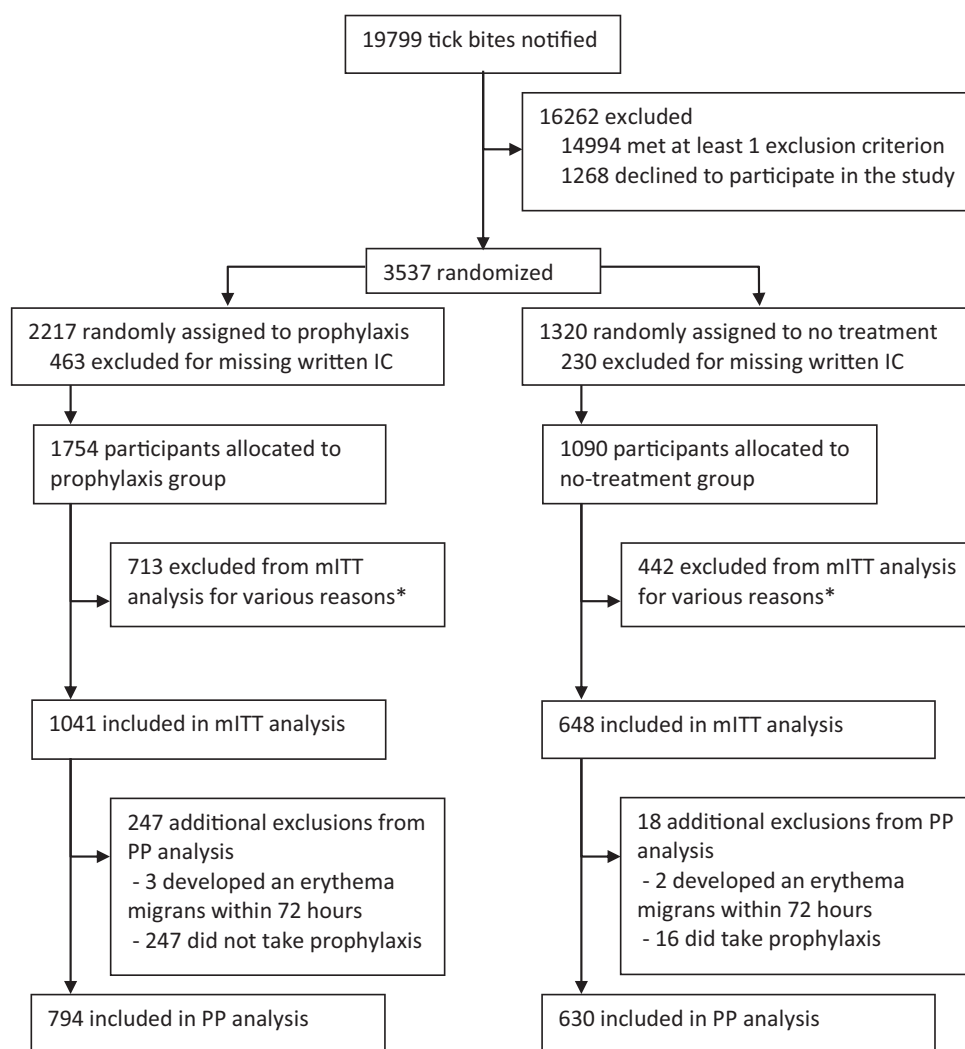 19799 tick bites notified
16262 excluded
14994 met at least 1 exclusion criterion
1268 declined to participate in the study
3537 randomized
2217 randomly assigned to prophylaxis
463 excluded for missing written IC
1320 randomly assigned to no treatment
230 excluded for missing written IC
1754 participants allocated to
prophylaxis group
1090 participants allocated to
no-treatment group
713 excluded from mITT
analysis for various reasons*
442 excluded from mITT analysis
for various reasons*
1041 included in mITT analysis
648 included in mITT analysis
247 additional exclusions from
PP analysis
- 3 developed an erythema
migrans within 72 hours
- 247 did not take prophylaxis
18 additional exclusions from PP
analysis
- 2 developed an erythema
migrans within 72 hours
- 16 did take prophylaxis
794 included in PP analysis
630 included in PP analysis